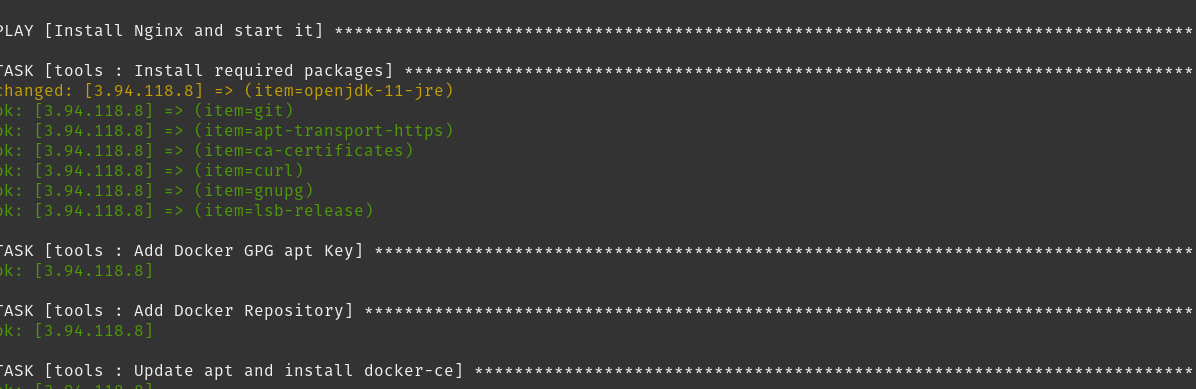 PLAY [Install Nginx and start it] **************************************************************************************
TASK [tools : Install required packages] *******************************************************************************
changed: [3.94.118.8] => (item=openjdk-11-jre)
ok: [3.94.118.8] => (item=git)
ok: [3.94.118.8] => (item=apt-transport-https)
ok: [3.94.118.8] => (item=ca-certificates)
ok: [3.94.118.8] => (item=curl)
ok: [3.94.118.8] => (item=gnupg)
ok: [3.94.118.8] => (item=lsb-release)
TASK [tools : Add Docker GPG apt Key] **********************************************************************************
ok: [3.94.118.8]
TASK [tools : Add Docker Repository] ***********************************************************************************
ok: [3.94.118.8]
TASK [tools : Update apt and install docker-ce] ************************************************************************
ok: [3.94.118.8]